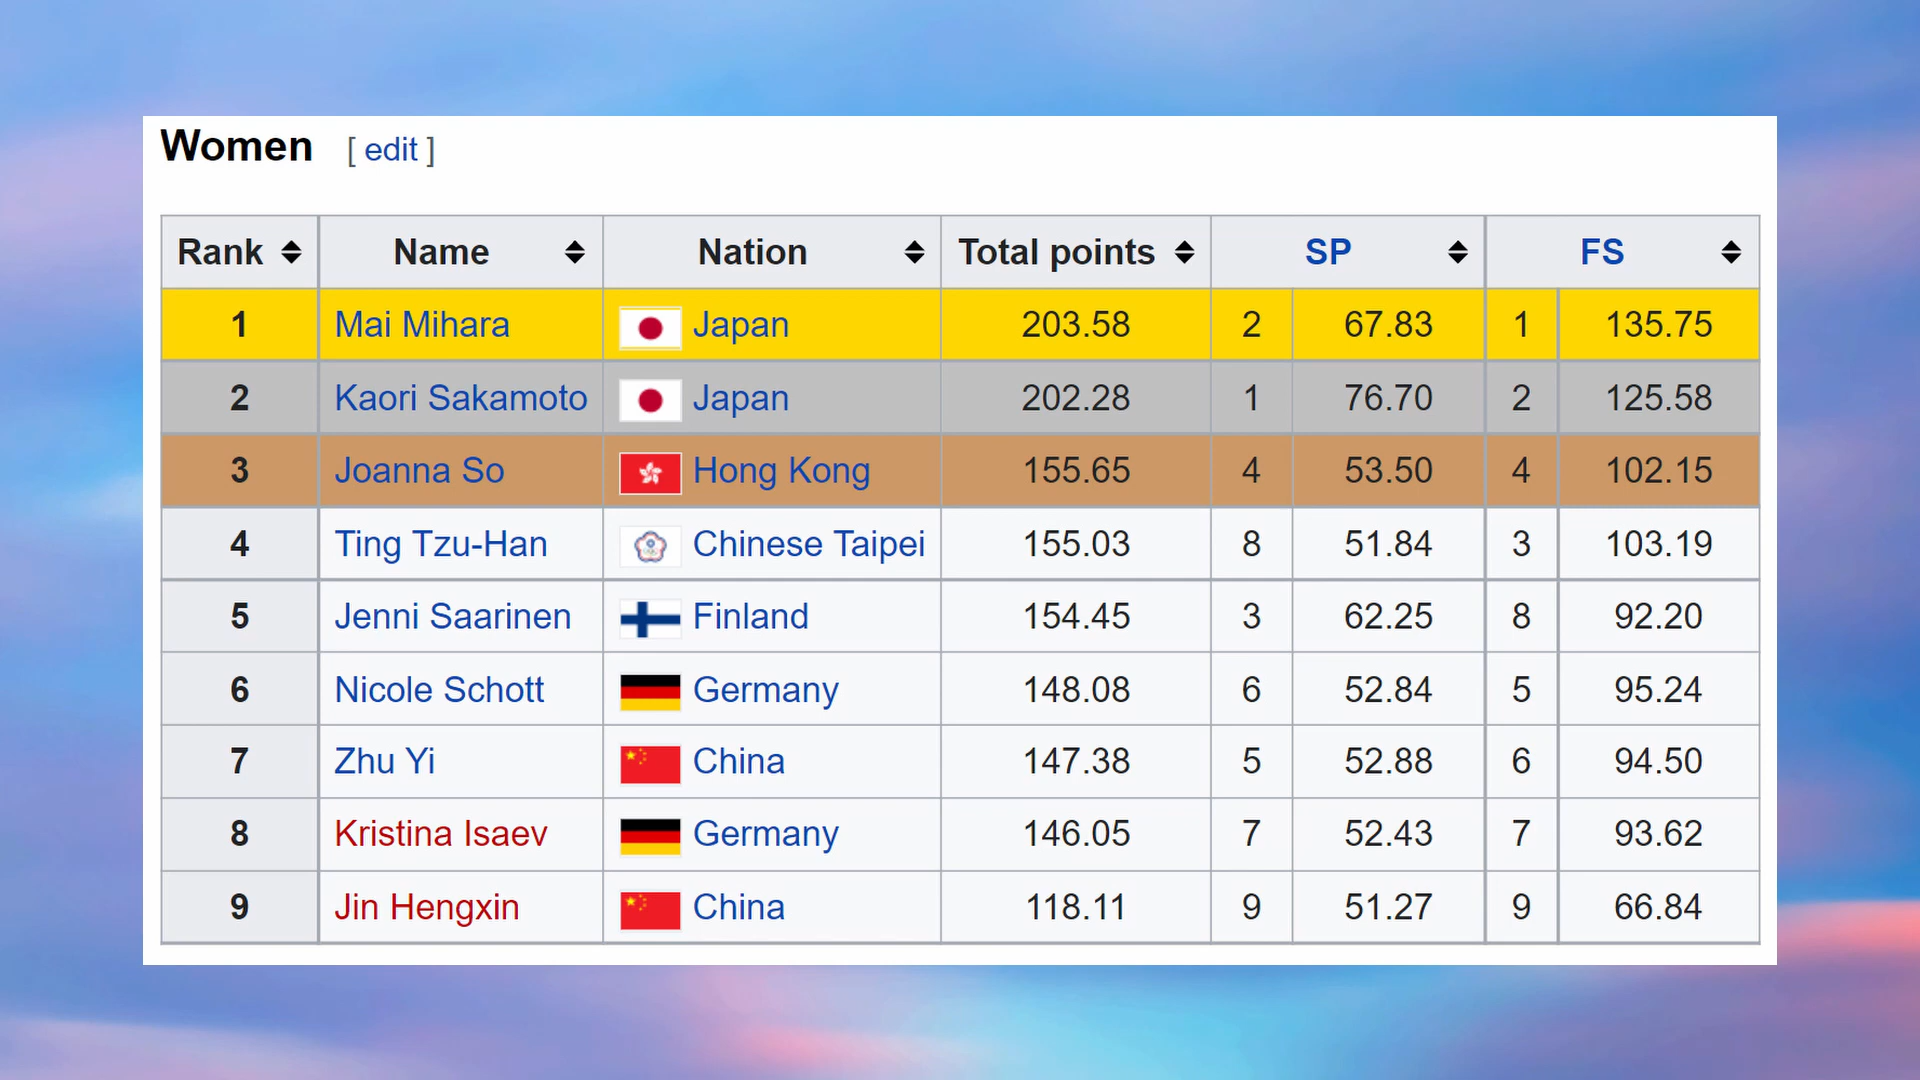 Women [ edit ]
Rank Name Nation Total points SP FS
1 Mai Mihara Japan 203.58 2 67.83 1 135.75
2 Kaori Sakamoto Japan 202.28 1 76.70 2 125.58
3 Joanna So Hong Kong 155.65 4 53.50 4 102.15
4 Ting Tzu-Han Chinese Taipei 155.03 8 51.84 3 103.19
5 Jenni Saarinen Finland 154.45 3 62.25 8 92.20
6 Nicole Schott Germany 148.08 6 52.84 5 95.24
7 Zhu Yi China 147.38 5 52.88 6 94.50
8 Kristina Isaev Germany 146.05 7 52.43 7 93.62
9 Jin Hengxin China 118.11 9 51.27 9 66.84